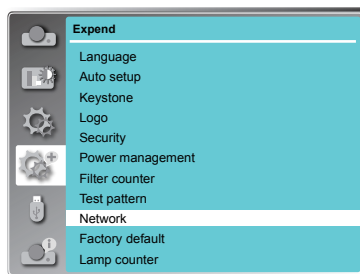 Expend
Language
Auto setup
Keystone
Logo
Security
Power management
Filter counter
Test pattern
Network
Factory default
Lamp counter